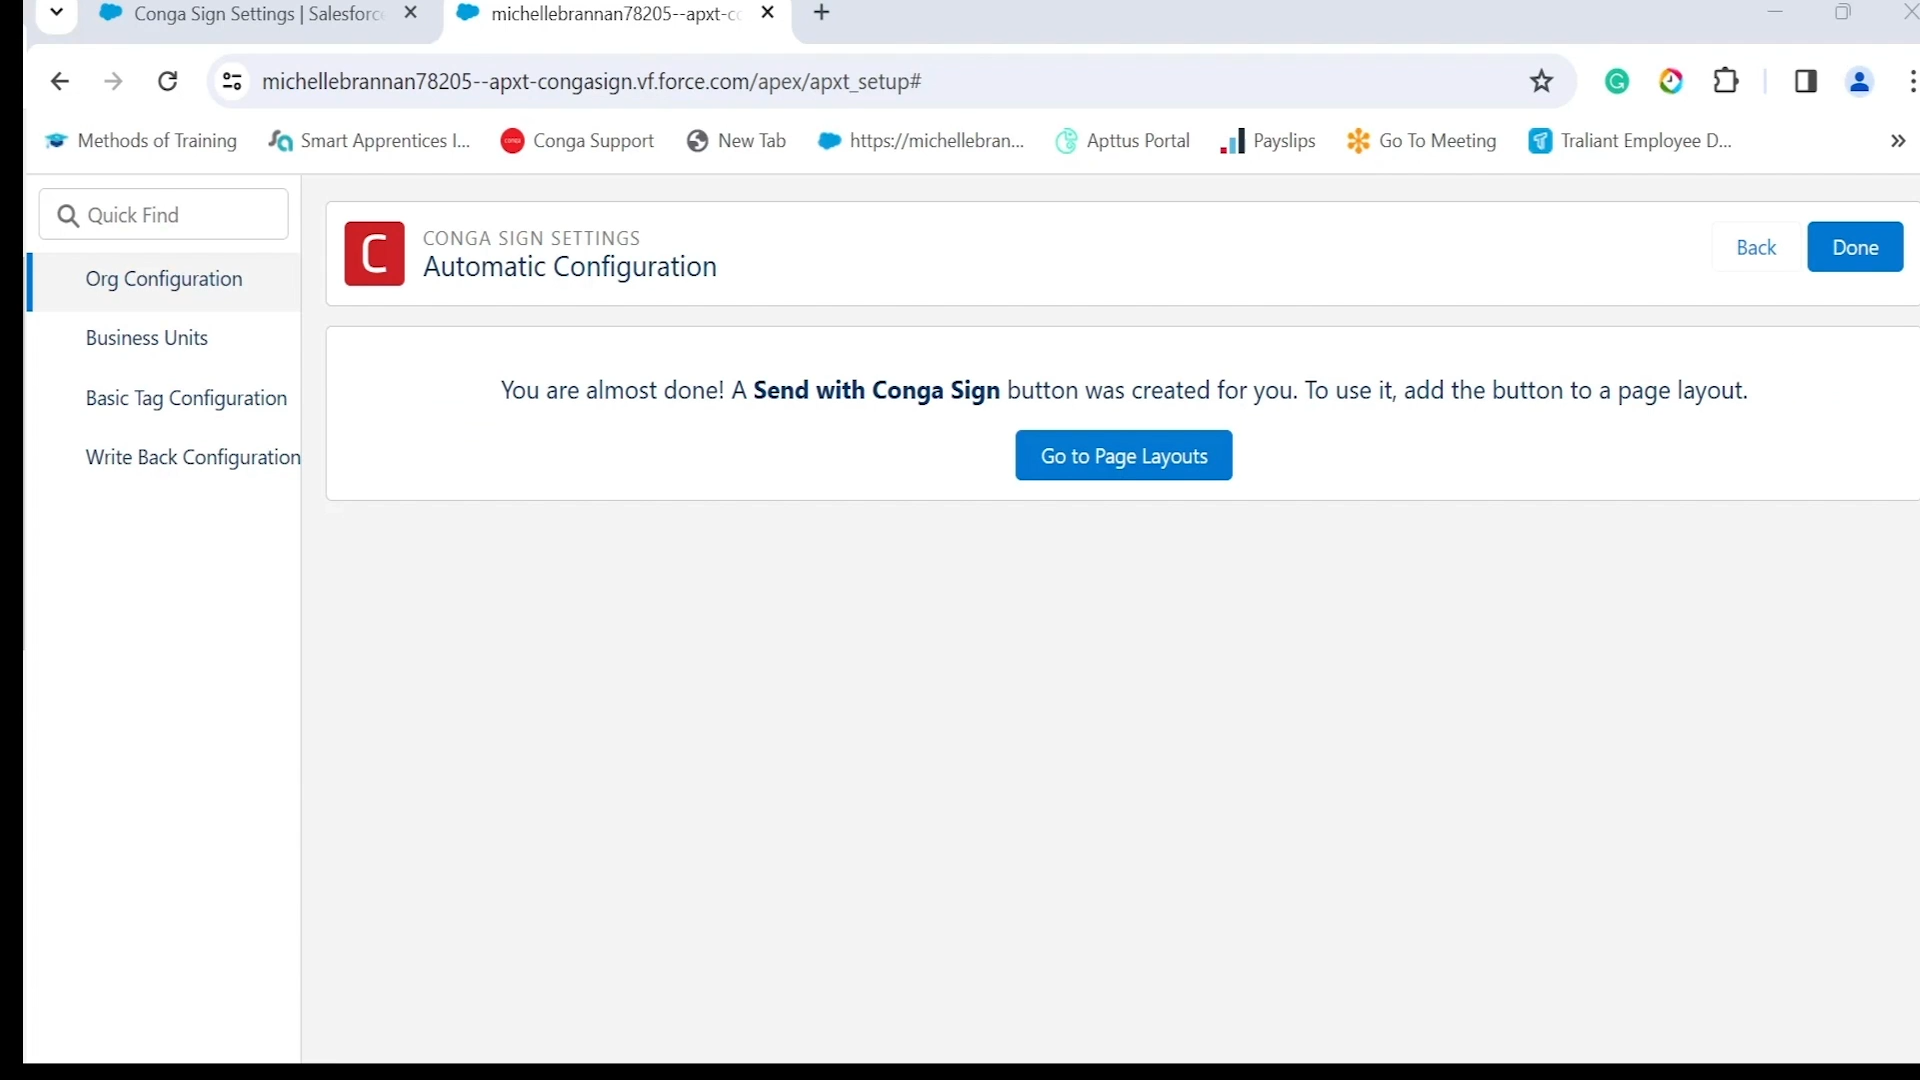 Conga Sign Settings | Salesforc
michellebrannan78205--apxt-c
michellebrannan78205--apxt-congasign.vf.force.com/apex/apxt_setup#
Methods of Training
Smart Apprentices I...
Conga Support
New Tab
https://michellebran...
Apttus Portal
Payslips
Go To Meeting
Traliant Employee D...
Quick Find
Org Configuration
Business Units
Basic Tag Configuration
Write Back Configuration
CONGA SIGN SETTINGS
Automatic Configuration
Back
Done
You are almost done! A Send with Conga Sign button was created for you. To use it, add the button to a page layout.
Go to Page Layouts